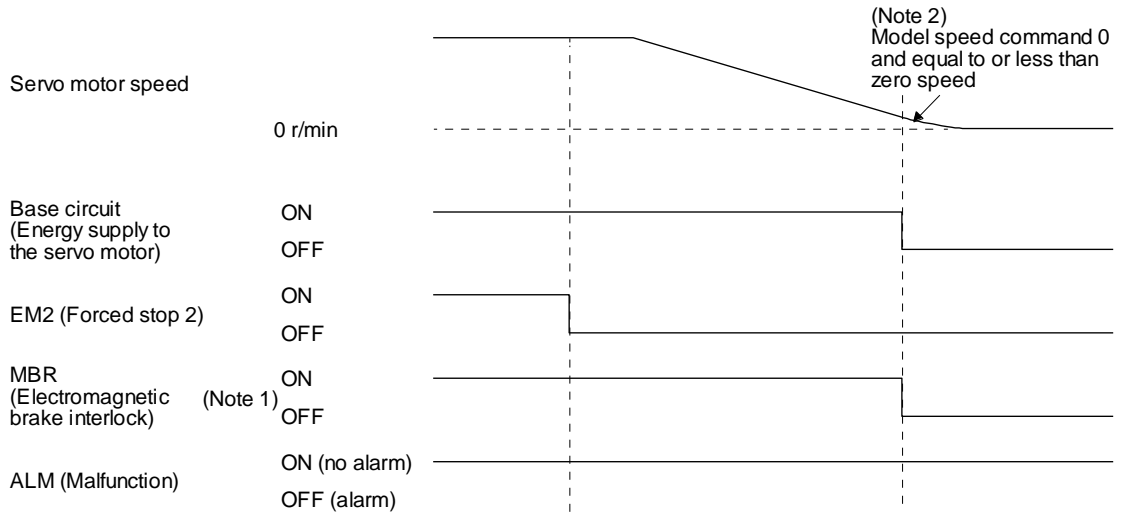 (Note 2)
Model speed command 0
and equal to or less than
zero speed
Servo motor speed
0 r/min
Base circuit
(Energy supply to
the servo motor)
ON
OFF
EM2 (Forced stop 2)
ON
OFF
MBR
(Electromagnetic
brake interlock)
(Note 1)
ON
OFF
ALM (Malfunction)
ON (no alarm)
OFF (alarm)